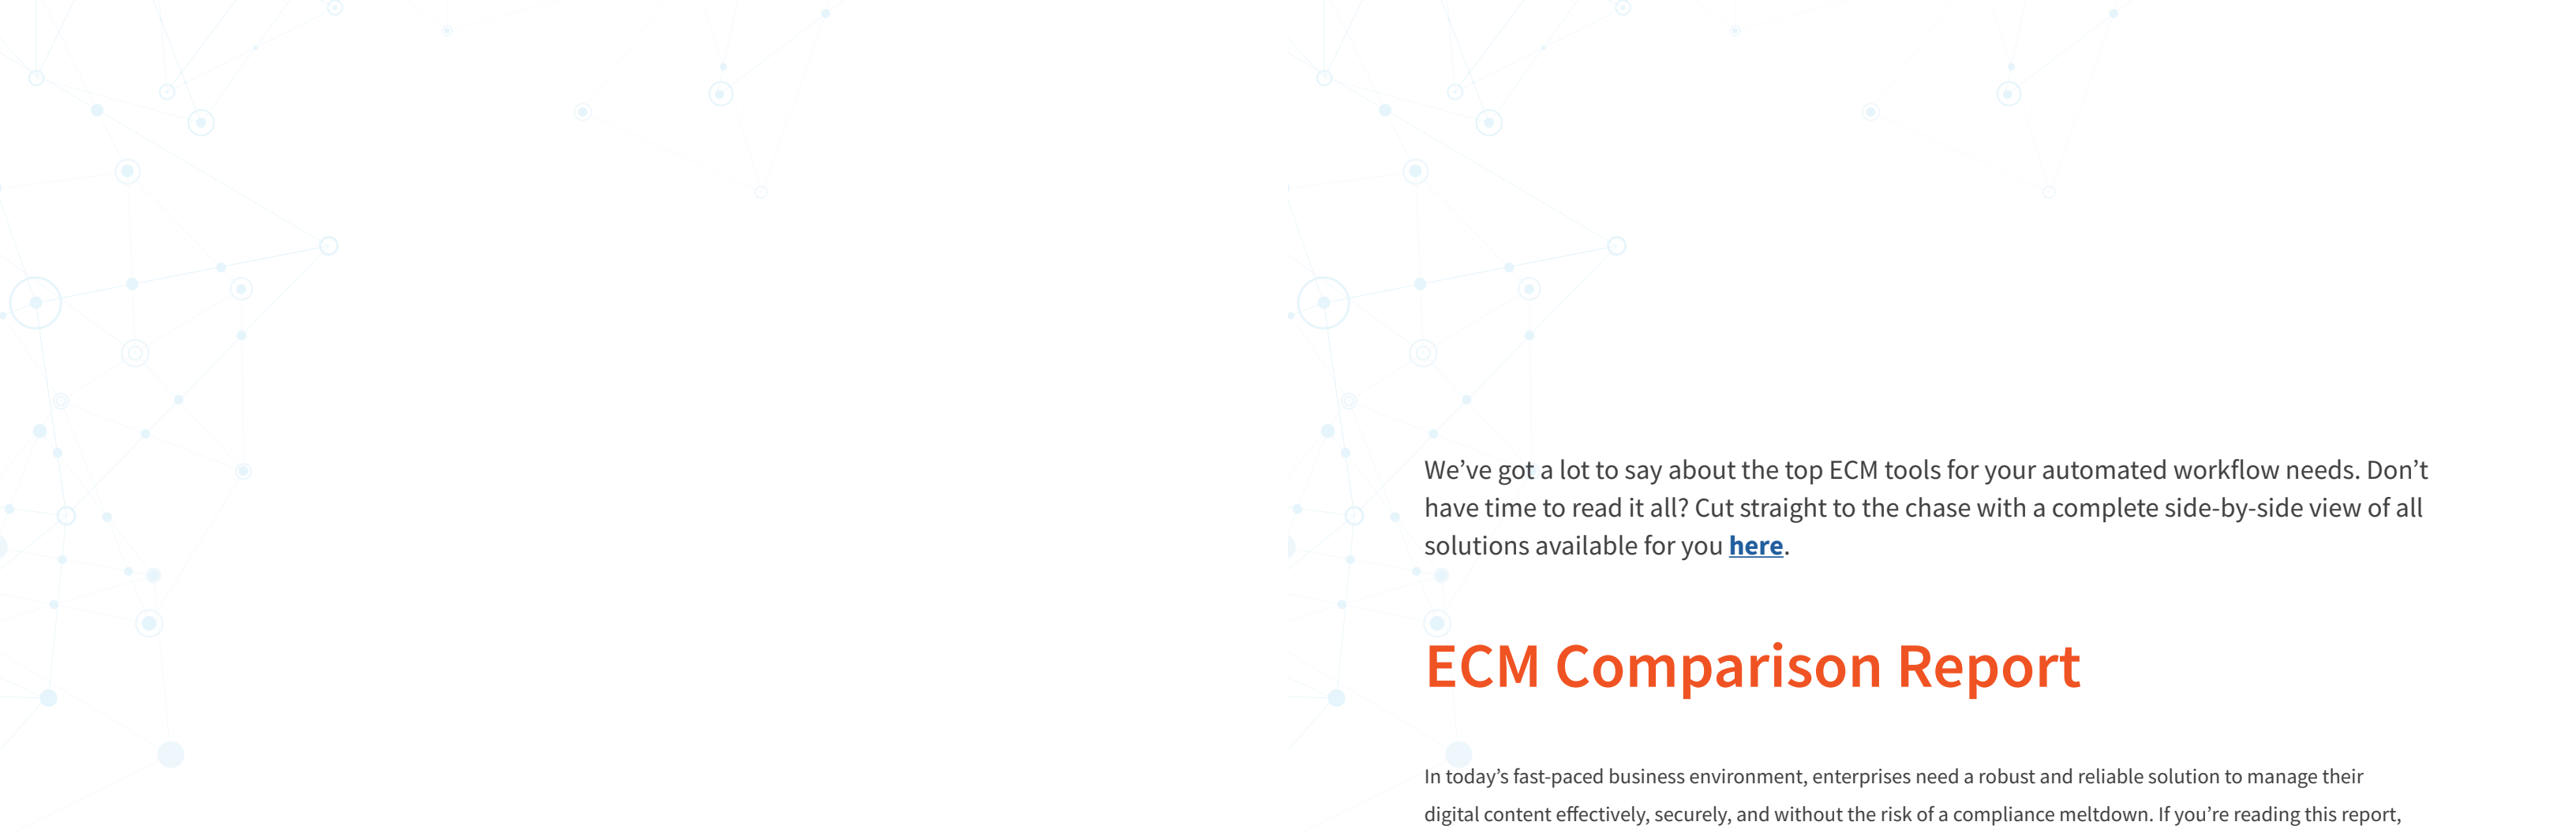 We’ve got a lot to say about the top ECM tools for your automated workflow needs. Don’t
have time to read it all? Cut straight to the chase with a complete side-by-side view of all
solutions available for you here.
ECM Comparison Report
In today’s fast-paced business environment, enterprises need a robust and reliable solution to manage their
digital content effectively, securely, and without the risk of a compliance meltdown. If you’re reading this report,